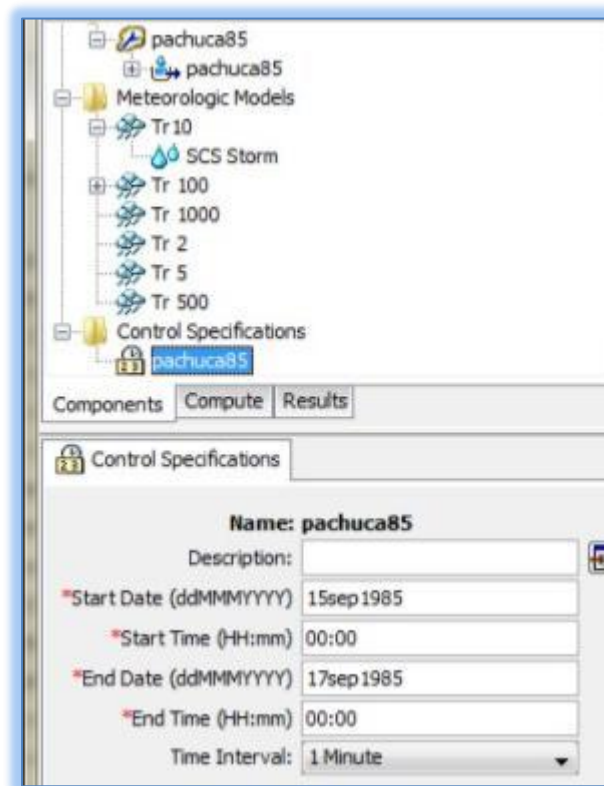 pachuca85
pachuca85
Meteorologic Models
Tr 10
SCS Storm
Tr 100
Tr 1000
Tr 2
Tr 5
Tr 500
Control Specifications
pachuca85
Components Compute Results
Control Specifications
Name: pachuca85
Description:
*Start Date (ddMMMYYYY) 15sep1985
*Start Time (HH:mm) 00:00
*End Date (ddMMMYYYY) 17sep1985
*End Time (HH:mm) 00:00
Time Interval: 1 Minute